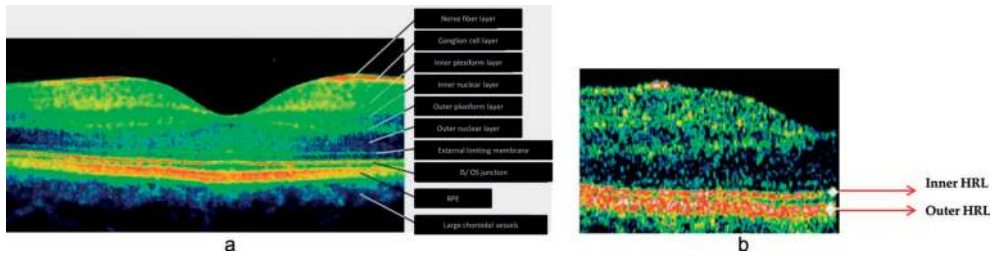 Nerve fiber layer
Ganglion cell layer
Inner plexiform layer
Inner nuclear layer
Outer plexiform layer
Outer nuclear layer
External limiting membrane
IS/ OS junction
RPE
Large choroidal vessels
a
Inner HRL
Outer HRL
b